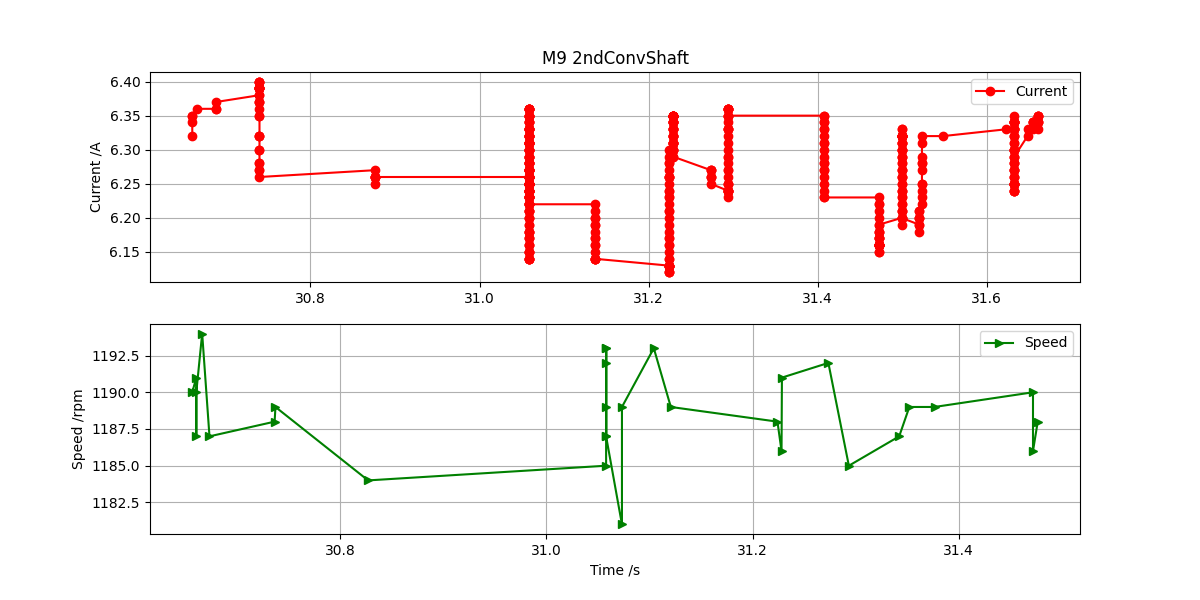 M9 2ndConvShaft
Current /A
6.40
6.35
6.30
6.25
6.20
6.15
Current
30.8 31.0 31.2 31.4 31.6
Speed /rpm
1192.5
1190.0
1187.5
1185.0
1182.5
Speed
30.8 31.0 31.2 31.4
Time /s